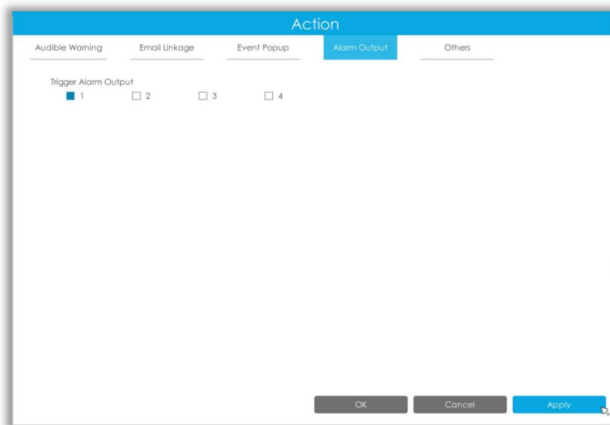 Action
Audible Warning Email Linkage Event Popup Alarm Output Others
Trigger Alarm Output
1 2 3 4
OK Cancel Apply